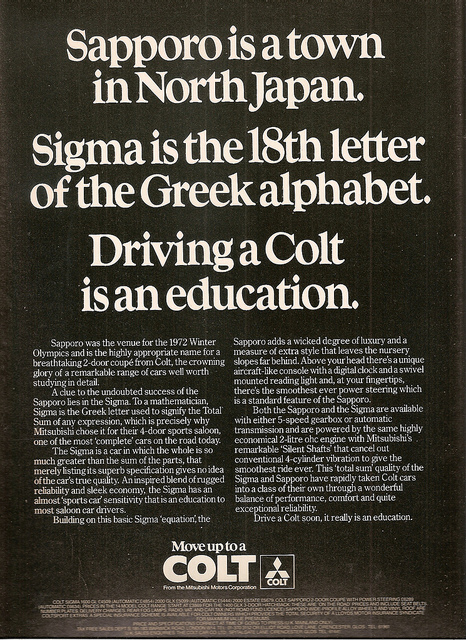 Sapporo is a town
in North Japan.
Sigma is the 18th letter
of the Greek alphabet.
Driving a Colt
is an education.
Sapporo was the venue for the 1972 Winter
Olympics and is the highly appropriate name for a
breathtaking 2-door coupé from Colt, the crowning
glory of a remarkable range of cars well worth
studying in detail.
A clue to the undoubted success of the
Sapporo lies in the Sigma. To a mathematician,
Sigma is the Greek letter used to signify the Total
Sum of any expression, which is precisely why
Mitsubishi chose it for their 4-door sports saloon,
one of the most 'complete' cars on the road today.
The Sigma is a car in which the whole is so
much greater than the sum of the parts, that
merely listing its superb specification gives no idea
of the car's true quality. An inspired blend of rugged
reliability and sleek economy, the Sigma has an
almost 'sports car' sensitivity that is an education to
most saloon car drivers.
Building on this basic Sigma 'equation', the
Sapporo adds a wicked degree of luxury and a
measure of extra style that leaves the nursery
slopes far behind. Above your head there's a unique
aircraft-like console with a digital clock and a swivel
mounted reading light and, at your fingertips,
there's the smoothest ever power steering which
is a standard feature of the Sapporo.
Both the Sapporo and the Sigma are available
with either 5-speed gearbox or automatic
transmission and are powered by the same highly
economical 2-litre ohc engine with Mitsubishi's
remarkable 'Silent Shafts' that cancel out
conventional 4-cylinder vibration to give the
smoothest ride ever. This 'total sum' quality of the
Sigma and Sapporo have rapidly taken Colt cars
into a class of their own through a wonderful
balance of performance, comfort and quite
exceptional reliability.
Drive a Colt soon, it really is an education.
Move up to a
COLT
COLT
From the Mitsubishi Motors Corporation